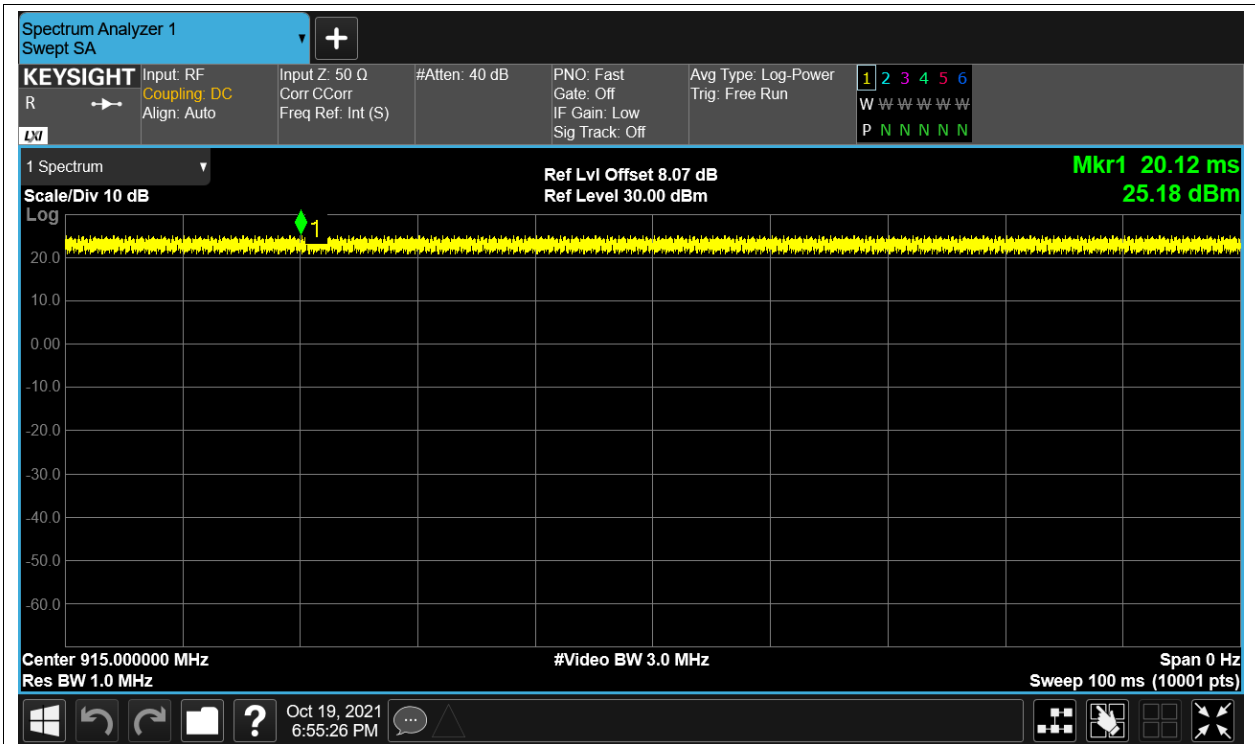 Spectrum Analyzer 1
Swept SA
KEYSIGHT
R
LXI
Input: RF
Coupling: DC
Align: Auto
Input Z: 50 Ω
Corr CCorr
Freq Ref: Int (S)
#Atten: 40 dB
PNO: Fast
Gate: Off
IF Gain: Low
Sig Track: Off
Avg Type: Log-Power
Trig: Free Run
1 2 3 4 5 6
W W W W W W
P N N N N N
1 Spectrum
Scale/Div 10 dB
Ref Lvl Offset 8.07 dB
Ref Level 30.00 dBm
Mkr1 20.12 ms
25.18 dBm
Log
1
20.0
10.0
0.00
-10.0
-20.0
-30.0
-40.0
-50.0
-60.0
Center 915.000000 MHz
#Video BW 3.0 MHz
Span 0 Hz
Res BW 1.0 MHz
Sweep 100 ms (10001 pts)
?
Oct 19, 2021
6:55:26 PM